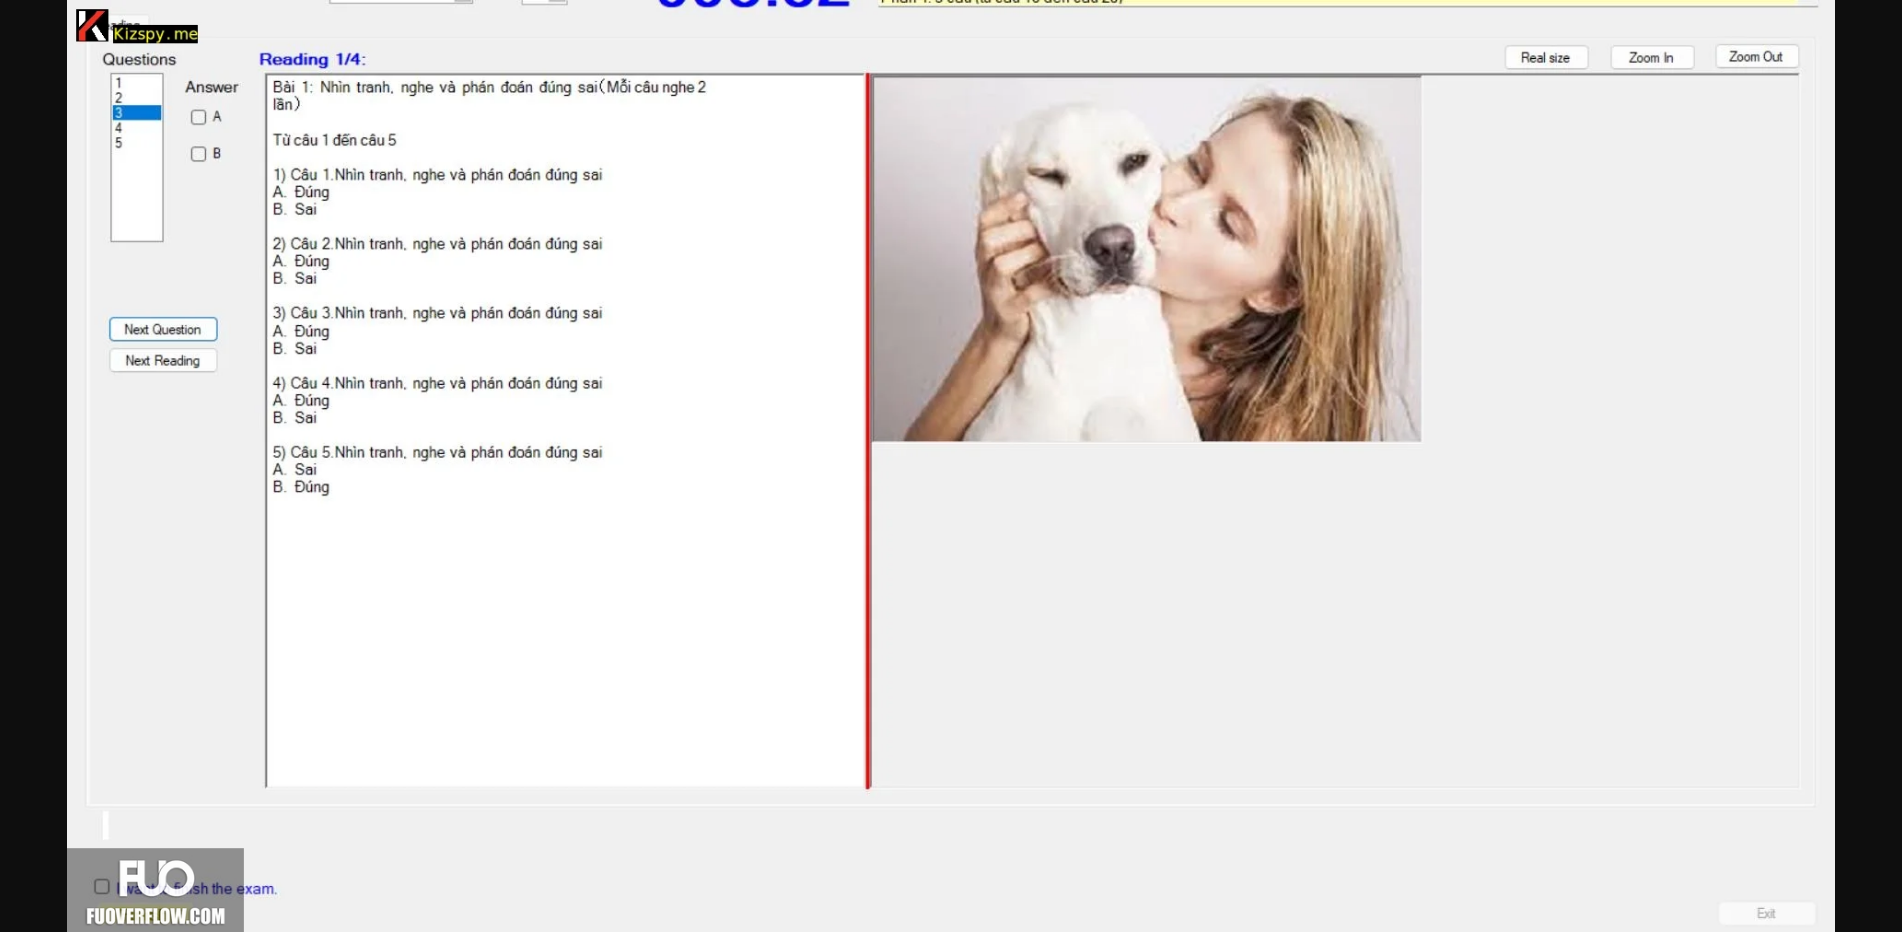 Kizspy.me
Questions
Reading 1/4:
Real size
Zoom In
Zoom Out
1
2
3
4
5
Answer
A
B
Next Question
Next Reading
Bài 1: Nhìn tranh, nghe và phán đoán đúng sai(Mỗi câu nghe 2
lần)
Từ câu 1 đến câu 5
1) Câu 1.Nhìn tranh, nghe và phán đoán đúng sai
A. Đúng
B. Sai
2) Câu 2.Nhìn tranh, nghe và phán đoán đúng sai
A. Đúng
B. Sai
3) Câu 3.Nhìn tranh, nghe và phán đoán đúng sai
A. Đúng
B. Sai
4) Câu 4.Nhìn tranh, nghe và phán đoán đúng sai
A. Đúng
B. Sai
5) Câu 5.Nhìn tranh, nghe và phán đoán đúng sai
A. Sai
B. Đúng
FUO
the exam.
FUOVERFLOW.COM
Exit